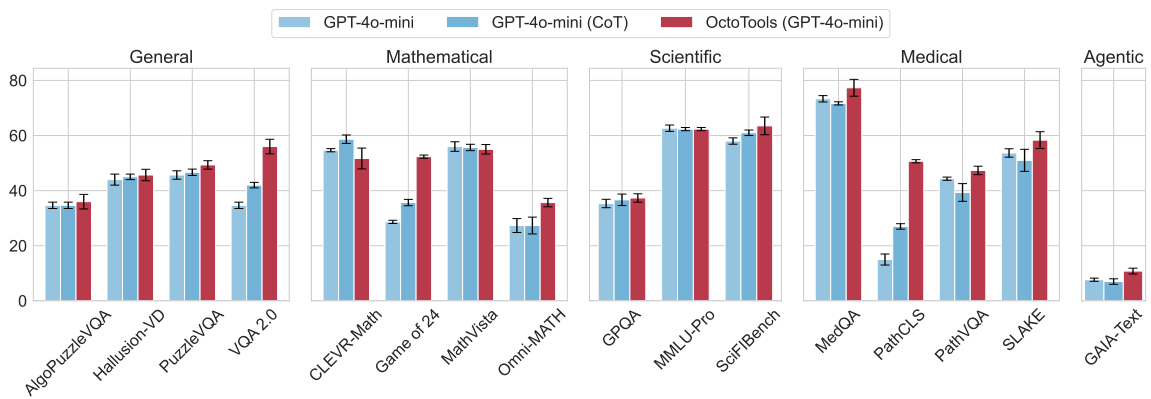 GPT-4o-mini GPT-4o-mini (CoT) OctoTools (GPT-4o-mini)
General Mathematical Scientific Medical Agentic
80
60
40
20
0
AlgoPuzzleVQA Hallusion-VD PuzzleVQA VQA 2.0 CLEVR-Math Game of 24 MathVista Omni-MATH GPQA MMLU-Pro SciFIBench MedQA PathCLS PathVQA SLAKE GAIA-Text